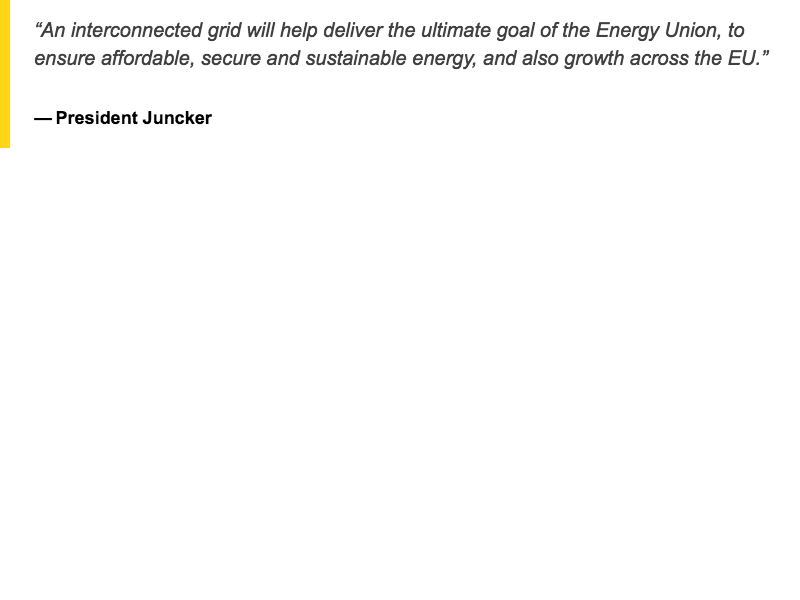 “An interconnected grid will help deliver the ultimate goal of the Energy Union, to
ensure affordable, secure and sustainable energy, and also growth across the EU.”
— President Juncker